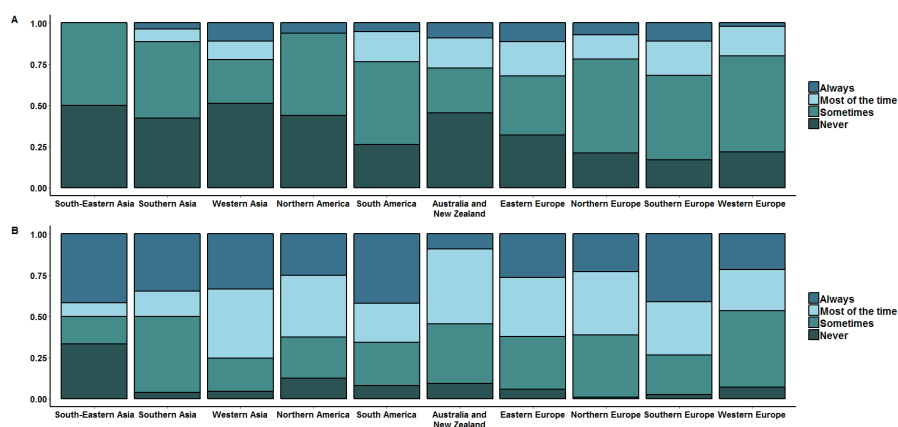 A
1.00
0.75
0.50
0.25
0.00
South-Eastern Asia Southern Asia Western Asia Northern America South America Australia and New Zealand Eastern Europe Northern Europe Southern Europe Western Europe
Always
Most of the time
Sometimes
Never
B
1.00
0.75
0.50
0.25
0.00
South-Eastern Asia Southern Asia Western Asia Northern America South America Australia and New Zealand Eastern Europe Northern Europe Southern Europe Western Europe
Always
Most of the time
Sometimes
Never